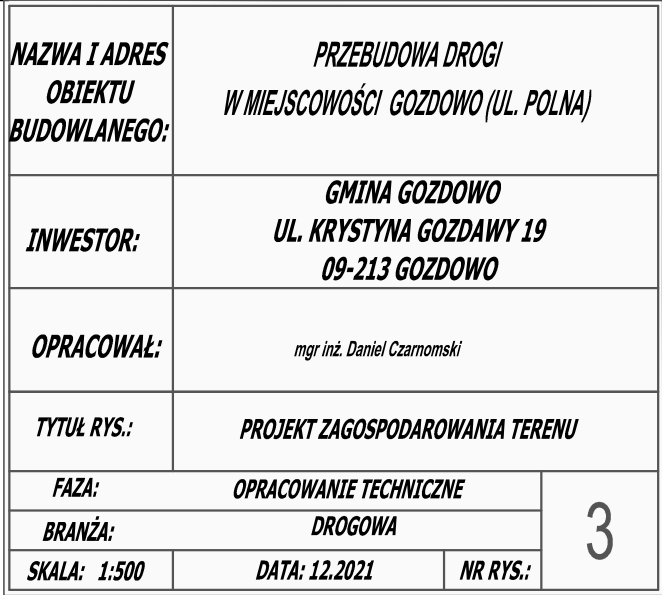 NAZWA I ADRES
OBIEKTU
BUDOWLANEGO:
PRZEBUDOWA DROGI
W MIEJSCOWOŚCI GOZDOWO (UL. POLNA)
INWESTOR:
GMINA GOZDOWO
UL. KRYSTYNA GOZDAWY 19
09-213 GOZDOWO
OPRACOWAŁ:
mgr inż. Daniel Czarnomski
TYTUŁ RYS.:
PROJEKT ZAGOSPODAROWANIA TERENU
FAZA:
OPRACOWANIE TECHNICZNE
BRANŻA:
DROGOWA
SKALA: 1:500
DATA: 12.2021
NR RYS.:
3